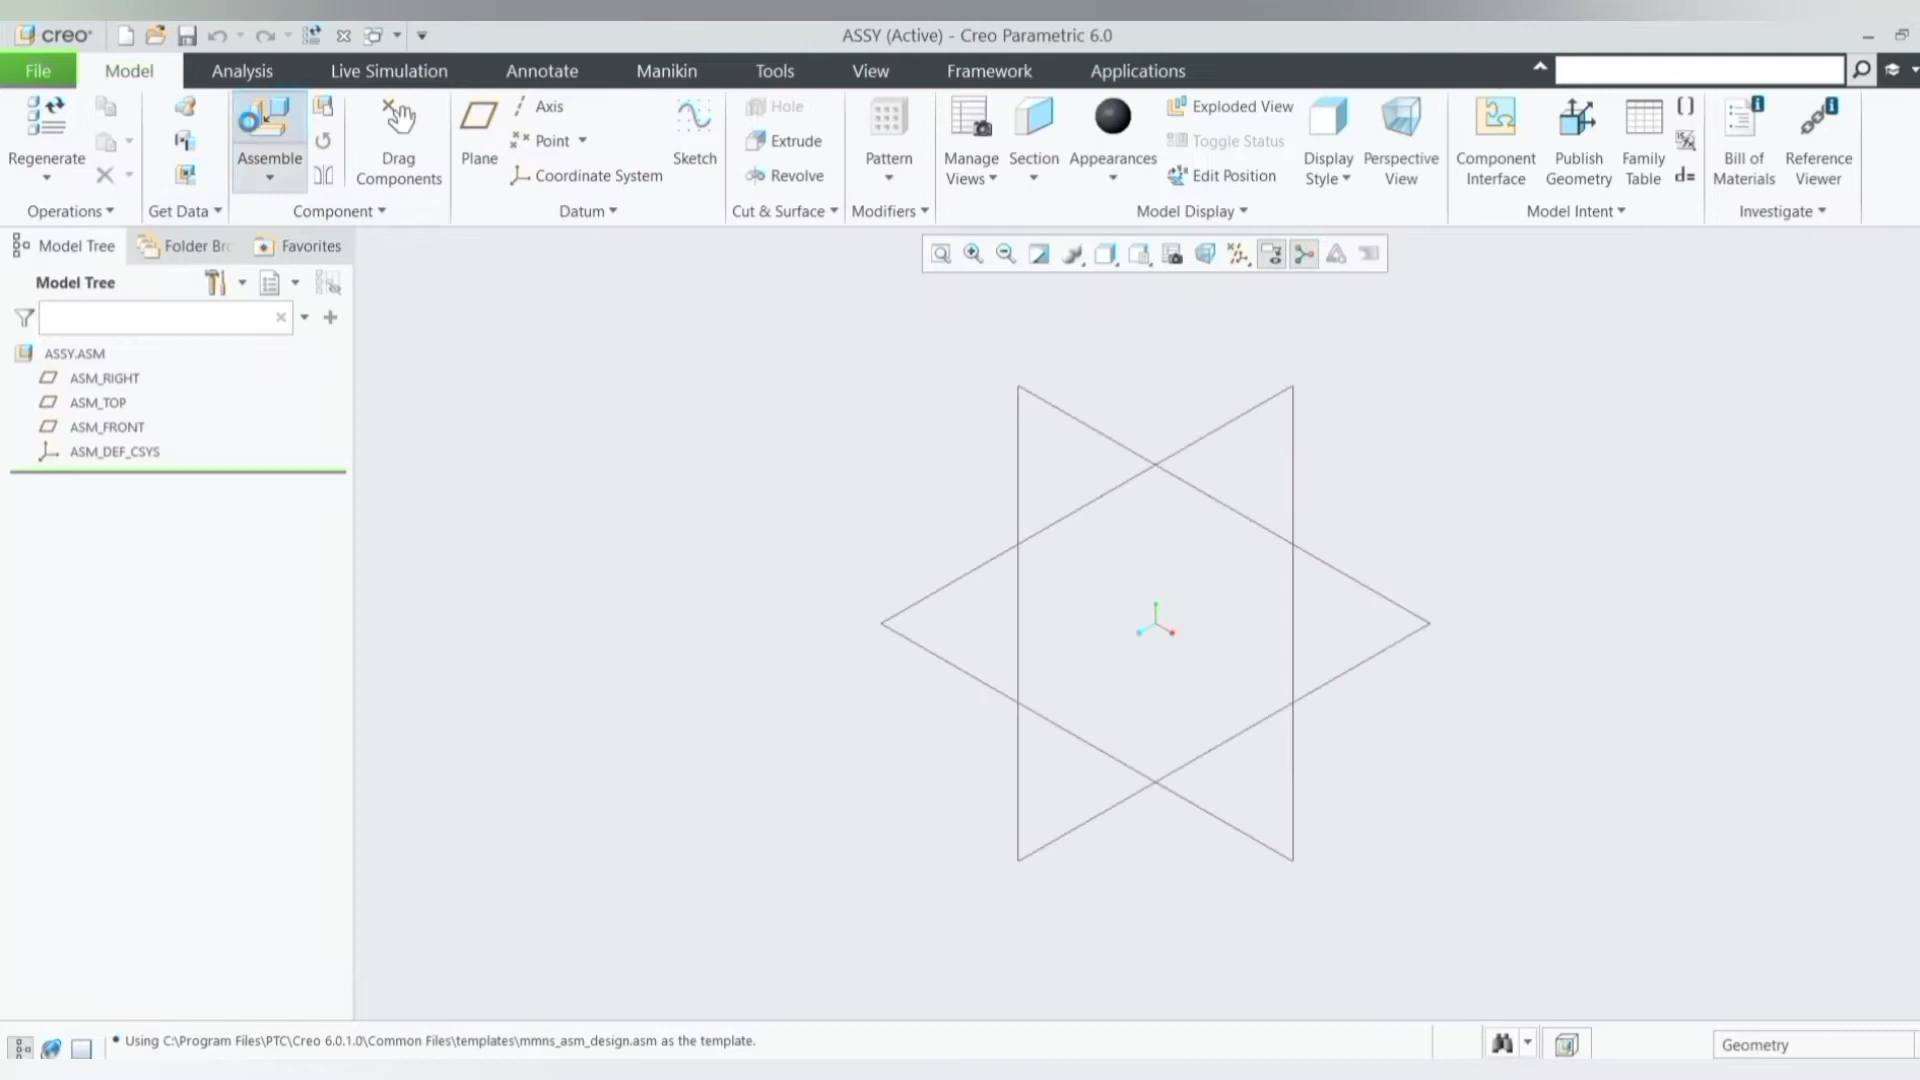 creo
ASSY (Active) - Creo Parametric 6.0
File Model Analysis Live Simulation Annotate Manikin Tools View Framework Applications
Regenerate
Assemble
Drag Components
Plane
Axis
Point
Coordinate System
Sketch
Hole
Extrude
Revolve
Pattern
Manage Views
Section
Appearances
Exploded View
Toggle Status
Edit Position
Display Style
Perspective View
Component Interface
Publish Geometry
Family Table
d=
Bill of Materials
Reference Viewer
Operations Get Data Component Datum Cut & Surface Modifiers Model Display Model Intent Investigate
Model Tree Folder Br Favorites
Model Tree
ASSY.ASM
ASM_RIGHT
ASM_TOP
ASM_FRONT
ASM_DEF_CSYS
Using C:\Program Files\PTC\Creo 6.0.1.0\Common Files\templates\mmns_asm_design.asm as the template.
Geometry